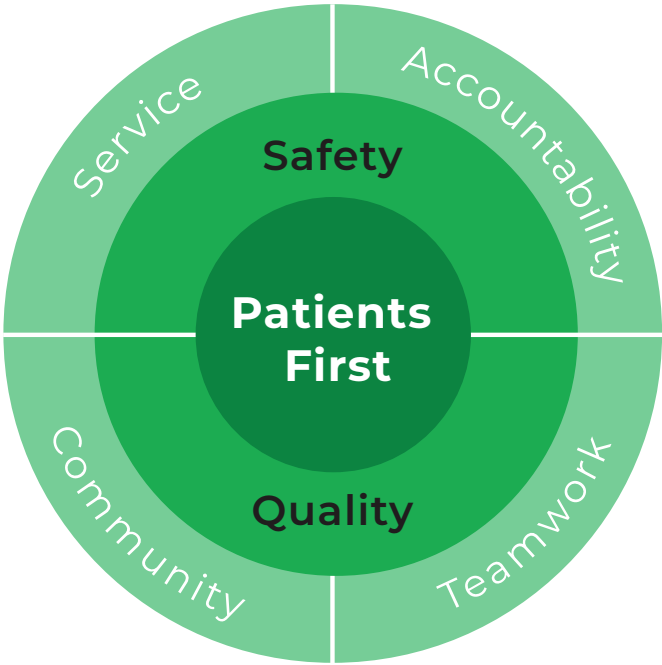 Service
Accountability
Safety
Patients
First
Quality
Community
Teamwork